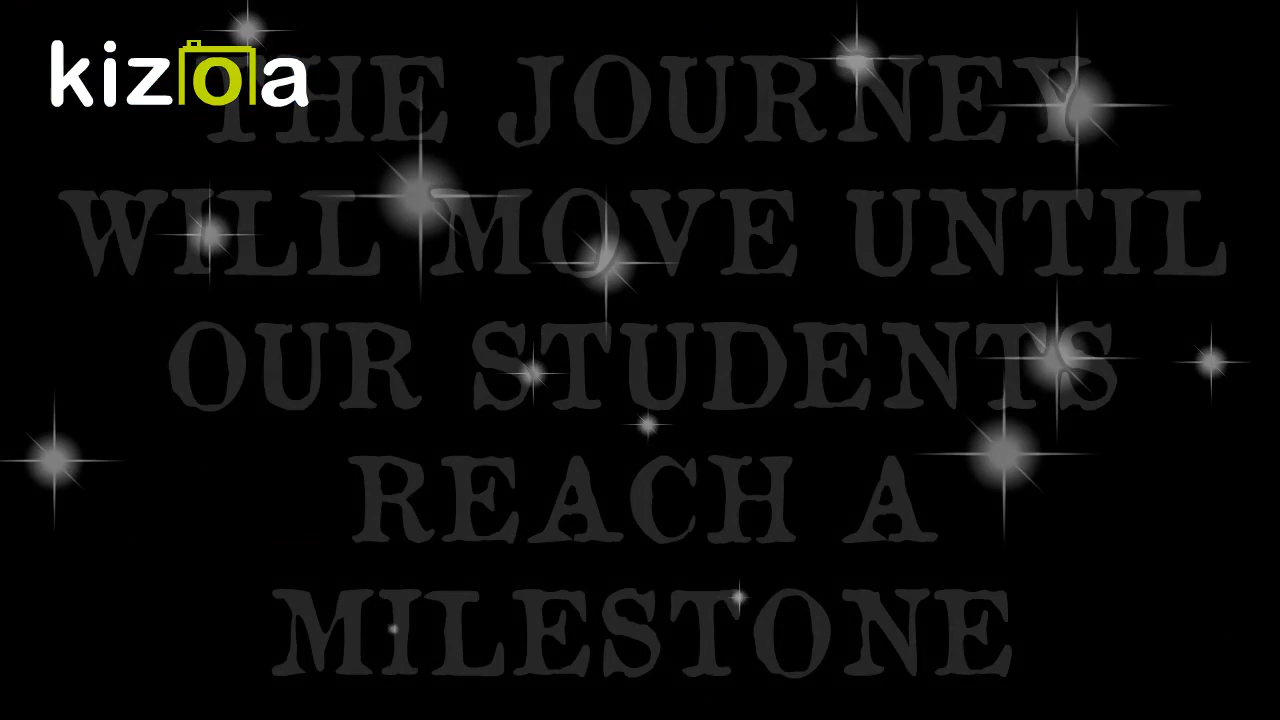 kizoa
THE JOURNEY
WILL MOVE UNTIL
OUR STUDENTS
REACH A
MILESTONE